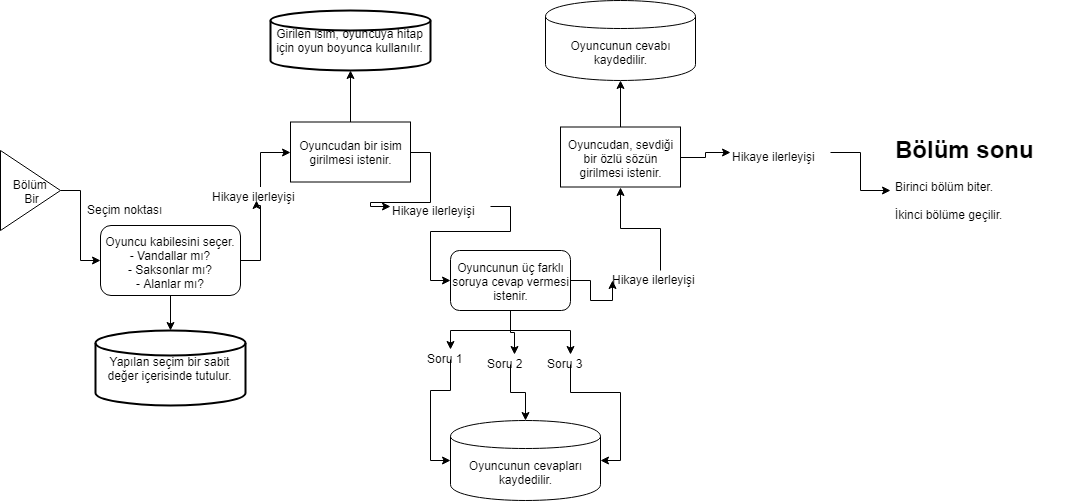 Bölüm
Bir
Seçim noktası
Oyuncu kabilesini seçer.
- Vandallar mı?
- Saksonlar mı?
- Alanlar mı?
Yapılan seçim bir sabit
değer içerisinde tutulur.
Hikaye ilerleyişi
Oyuncudan bir isim
girilmesi istenir.
Girilen isim, oyuncuya hitap
için oyun boyunca kullanılır.
Hikaye ilerleyişi
Oyuncunun üç farklı
soruya cevap vermesi
istenir.
Soru 1
Soru 2
Soru 3
Oyuncunun cevapları
kaydedilir.
Hikaye ilerleyişi
Oyuncudan, sevdiği
bir özlü sözün
girilmesi istenir.
Oyuncunun cevabı
kaydedilir.
Hikaye ilerleyişi
Bölüm sonu
Birinci bölüm biter.
İkinci bölüme geçilir.